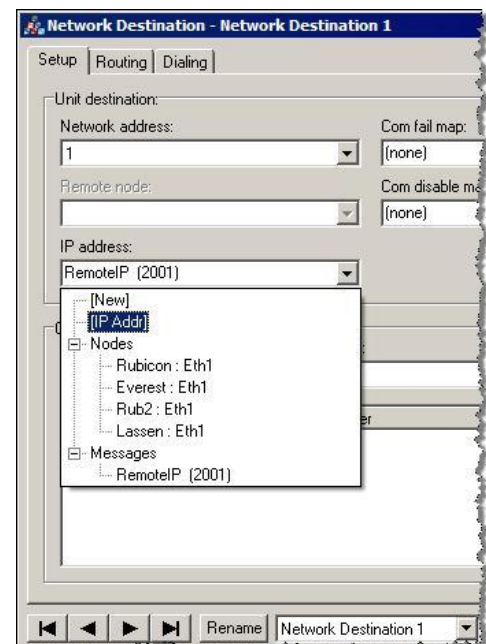 Network Destination - Network Destination 1
Setup Routing Dialing
Unit destination:
Network address: Com fail map:
1 (none)
Remote node: Com disable
(none)
IP address:
RemoteIP (2001)
[New]
[IP Addr]
Nodes
Rubicon : Eth1
Everest : Eth1
Rub2 : Eth1
Lassen : Eth1
Messages
RemoteIP (2001)
Rename Network Destination 1